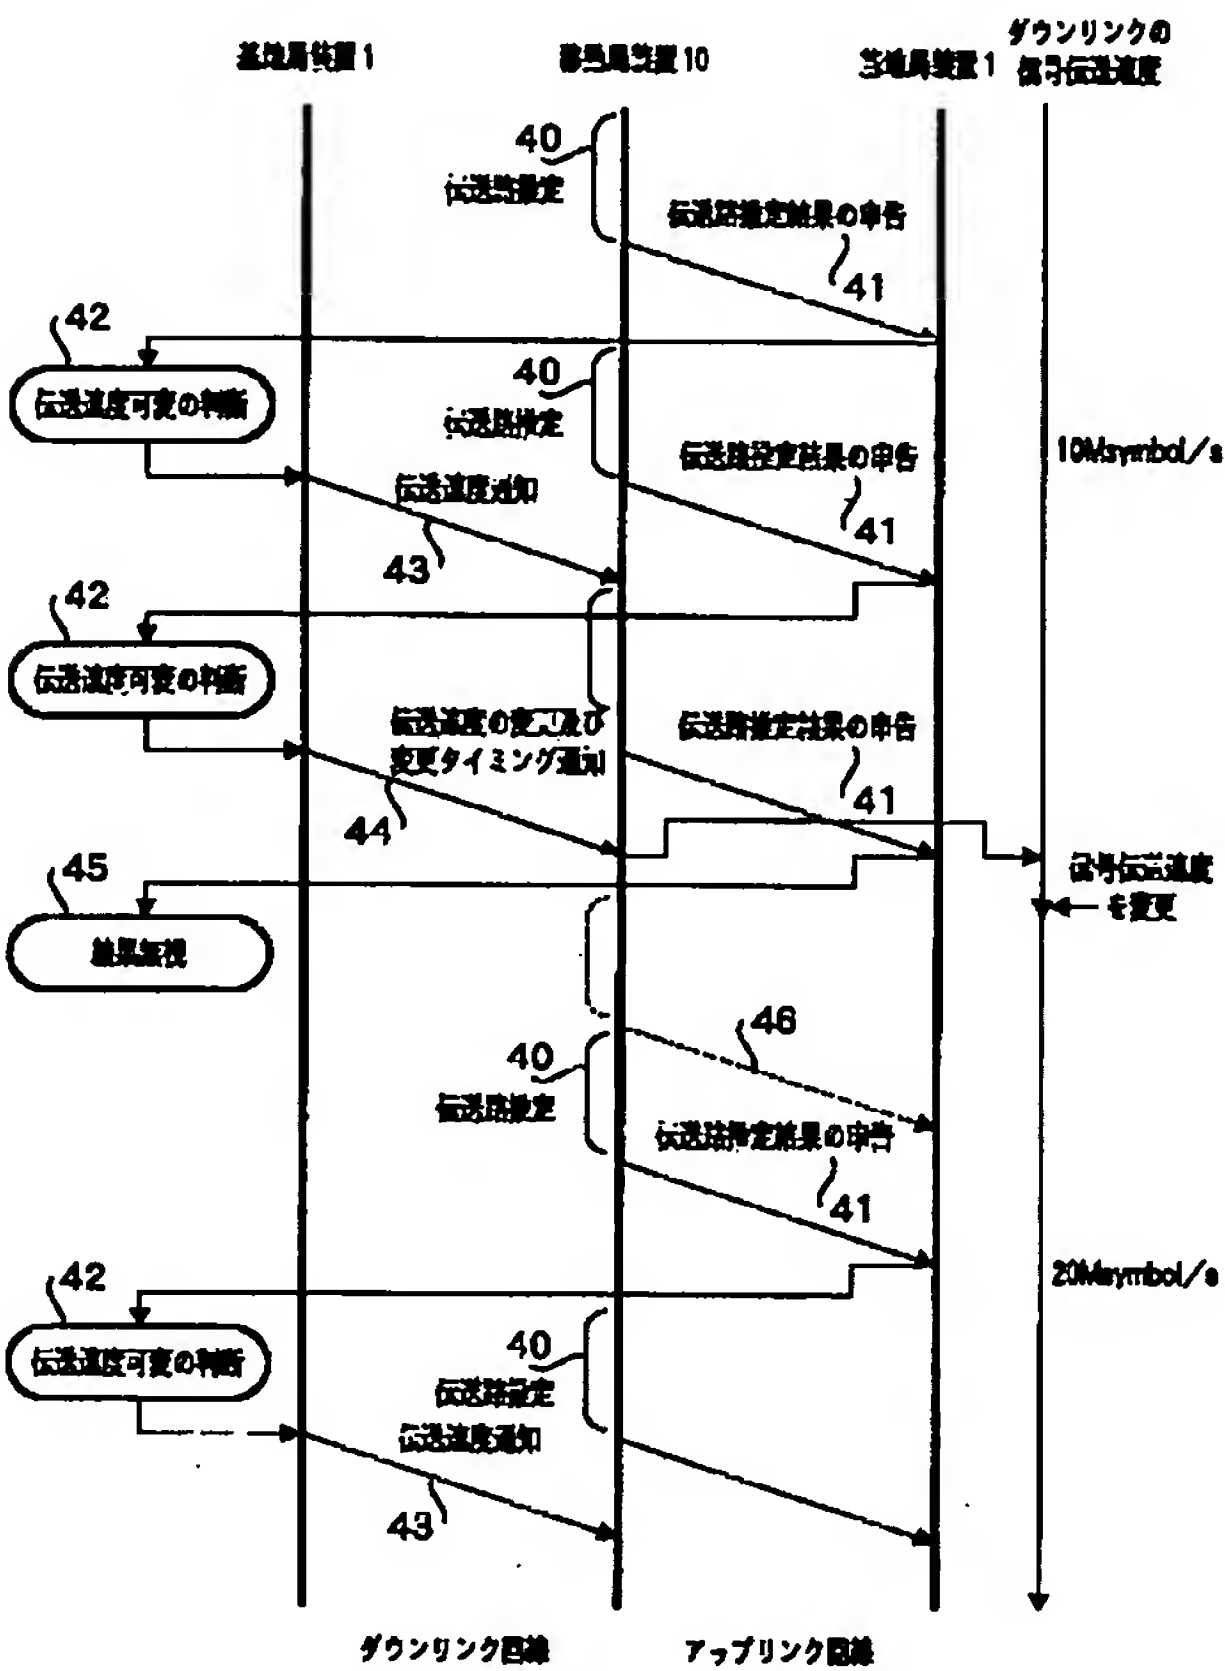 基地局装置1
移動局装置10
基地局装置1
ダウンリンクの
信号伝送速度
40
伝送路推定
伝送路推定結果の申告
41
42
伝送速度可変の判断
40
伝送路推定
伝送路推定結果の申告
41
10Msymbol/s
伝送速度通知
43
42
伝送速度可変の判断
伝送速度の変更及び
変更タイミング通知
44
伝送路推定結果の申告
41
45
結果無視
信号伝送速度
を変更
46
40
伝送路推定
伝送路推定結果の申告
41
42
伝送速度可変の判断
20Msymbol/s
40
伝送路推定
伝送速度通知
43
ダウンリンク回線
アップリンク回線